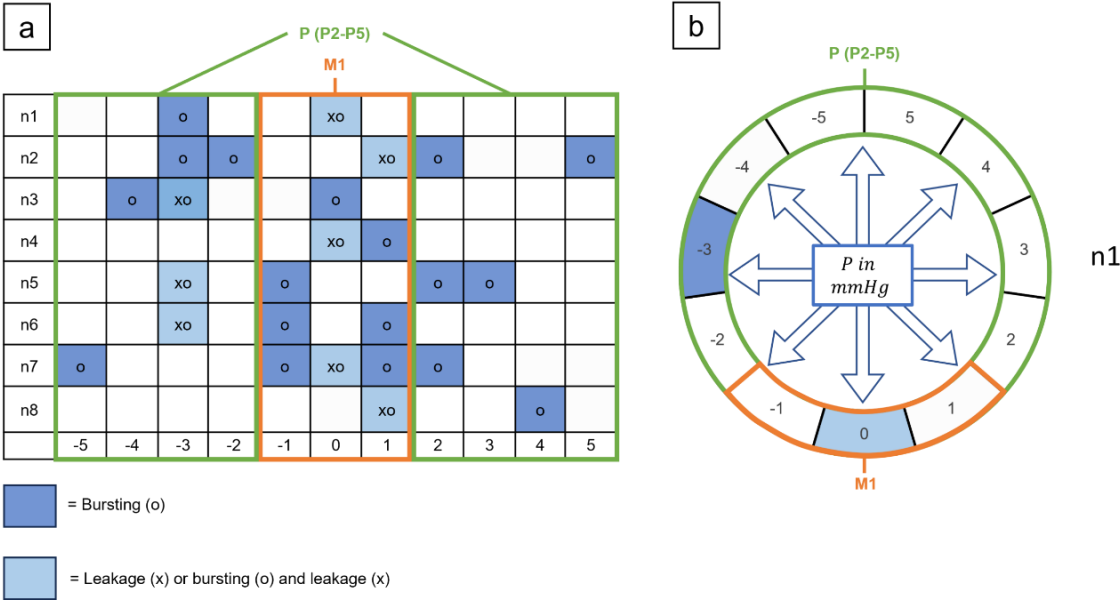 a
P (P2-P5)
M1
n1 o xo
n2 o o xo o o
n3 o xo o
n4 xo o
n5 xo o o o
n6 xo o o
n7 o o xo o o
n8 xo o
-5 -4 -3 -2 -1 0 1 2 3 4 5
= Bursting (o)
= Leakage (x) or bursting (o) and leakage (x)
b
P (P2-P5)
-5 5
-4 4
-3 3
-2 2
-1 1
0
P in
mmHg
M1
n1